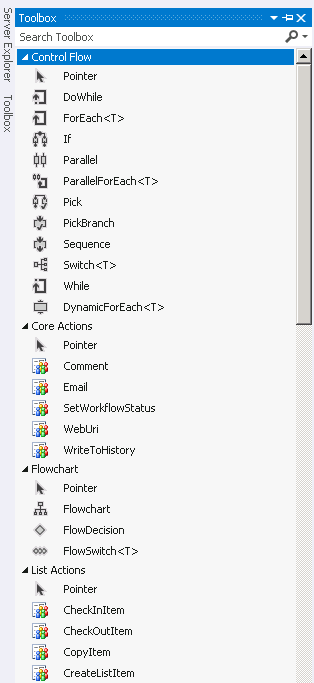 Server Explorer
Toolbox
Toolbox
Search Toolbox
Control Flow
Pointer
DoWhile
ForEach<T>
If
Parallel
ParallelForEach<T>
Pick
PickBranch
Sequence
Switch<T>
While
DynamicForEach<T>
Core Actions
Pointer
Comment
Email
SetWorkflowStatus
WebUri
WriteToHistory
Flowchart
Pointer
Flowchart
FlowDecision
FlowSwitch<T>
List Actions
Pointer
CheckInItem
CheckOutItem
CopyItem
CreateListItem